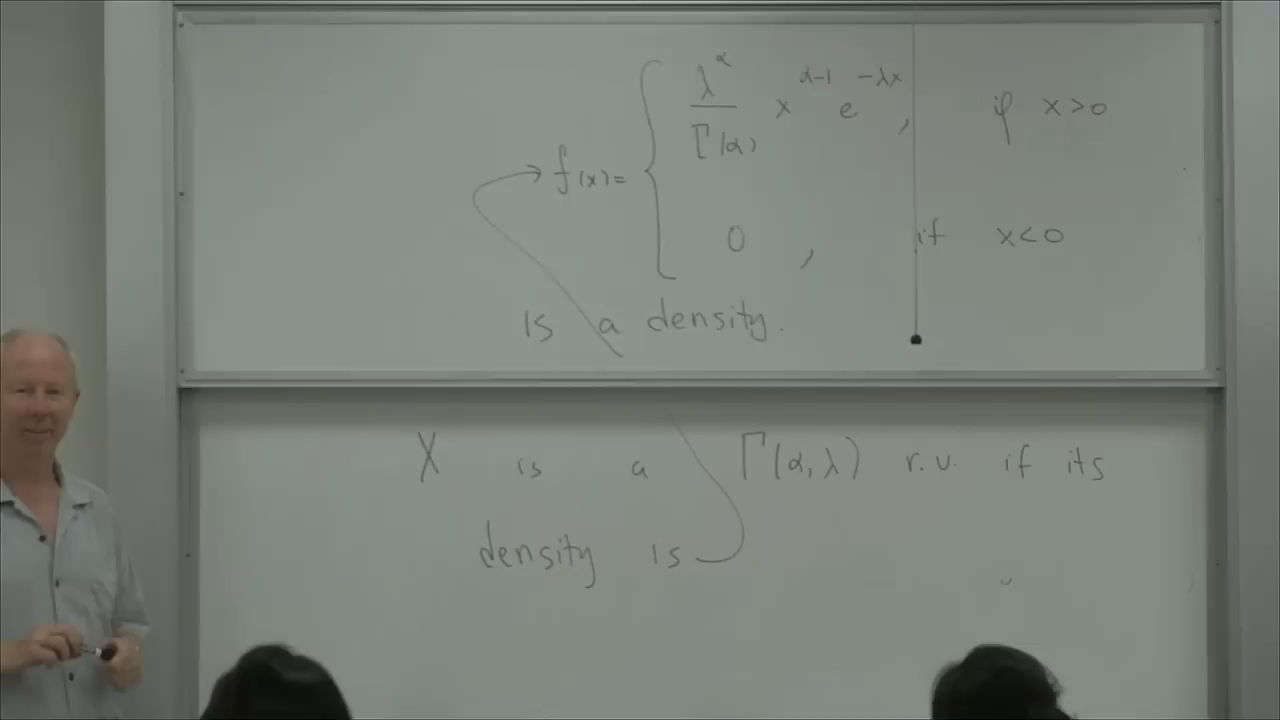 f(x) = { λ^α / Γ(α) x^{α-1} e^{-λx}, if x>0
0 , if x<0
is a density.
X is a Γ(α,λ) r.v. if its
density is